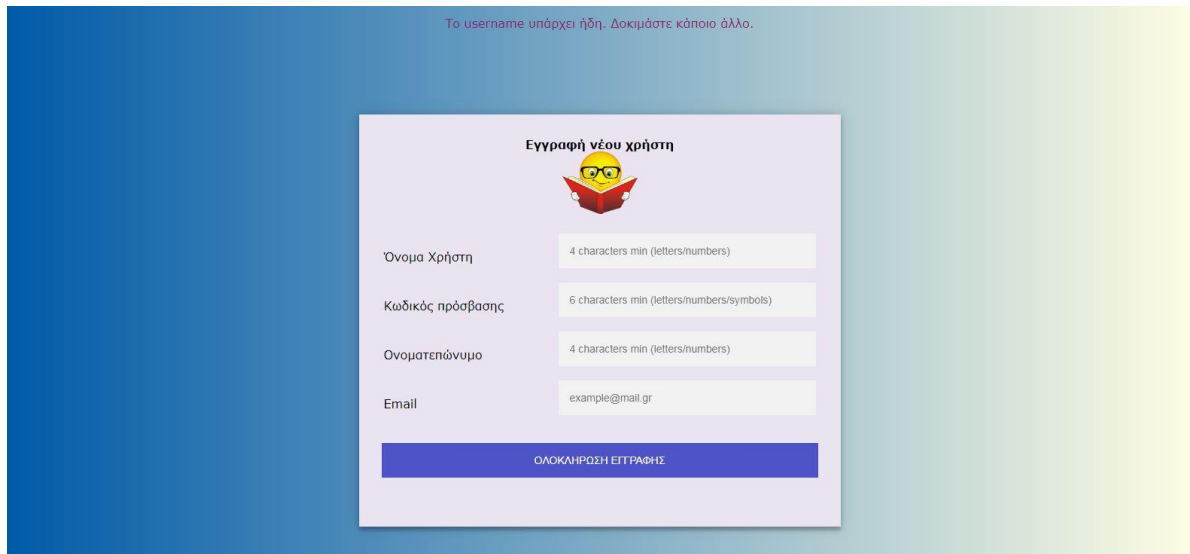 Το username υπάρχει ήδη. Δοκιμάστε κάποιο άλλο.
Εγγραφή νέου χρήστη
Όνομα Χρήστη
4 characters min (letters/numbers)
Κωδικός πρόσβασης
6 characters min (letters/numbers/symbols)
Ονοματεπώνυμο
4 characters min (letters/numbers)
Email
example@mail.gr
ΟΛΟΚΛΗΡΩΣΗ ΕΓΓΡΑΦΗΣ